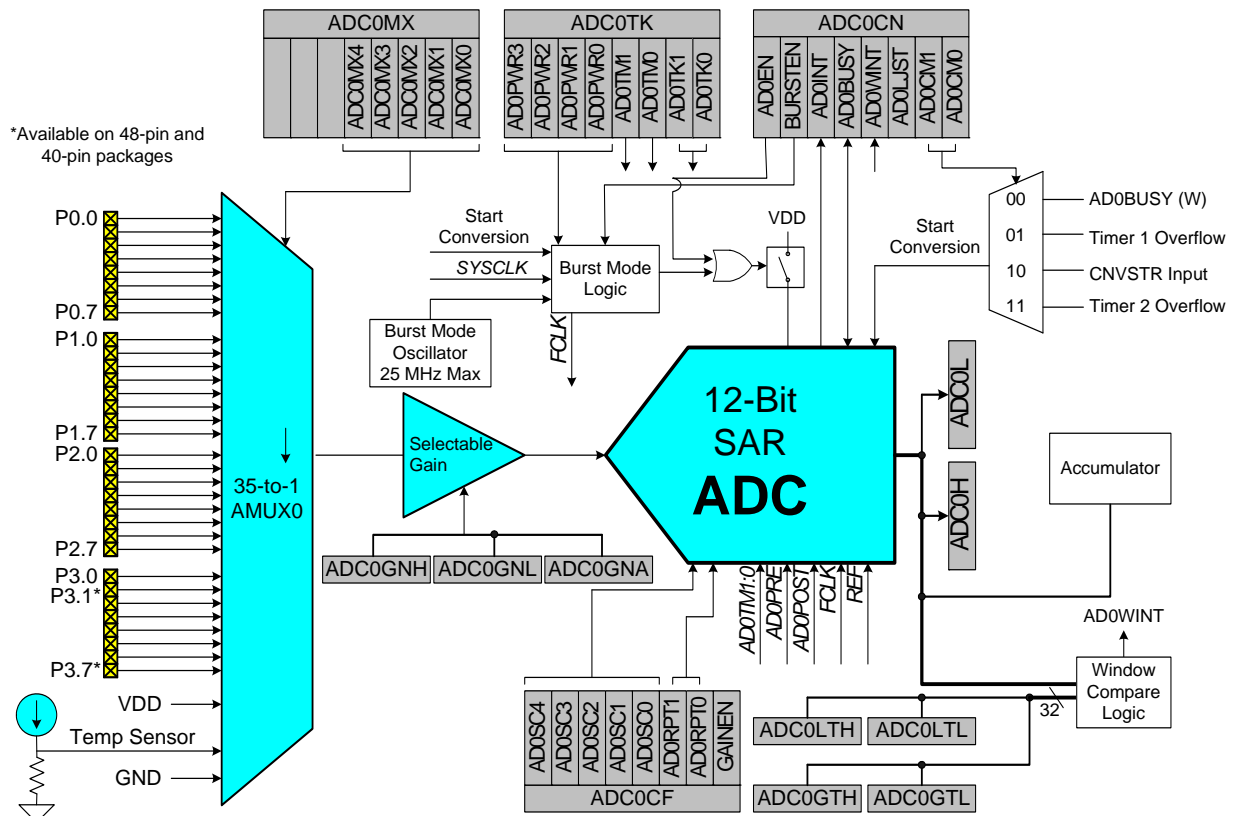 ADC0MX
ADC0MX4
ADC0MX3
ADC0MX2
ADC0MX1
ADC0MX0
ADC0TK
AD0PWR3
AD0PWR2
AD0PWR1
AD0PWR0
AD0TM1
AD0TM0
AD0TK1
AD0TK0
ADC0CN
AD0EN
BURSTEN
AD0INT
AD0BUSY
AD0WINT
AD0LJST
AD0CM1
AD0CM0
*Available on 48-pin and
40-pin packages
P0.0
P0.7
P1.0
P1.7
P2.0
P2.7
P3.0
P3.1*
P3.7*
VDD
Temp Sensor
GND
35-to-1
AMUX0
Start
Conversion
SYSCLK
Burst Mode
Logic
Burst Mode
Oscillator
25 MHz Max
FCLK
VDD
Start
Conversion
00
01
10
11
AD0BUSY (W)
Timer 1 Overflow
CNVSTR Input
Timer 2 Overflow
Selectable
Gain
ADC0GNH
ADC0GNL
ADC0GNA
12-Bit
SAR
ADC
ADC0L
ADC0H
Accumulator
AD0TM1:0
AD0PRE
AD0POST
FCLK
REF
AD0WINT
Window
Compare
Logic
32
ADC0LTH
ADC0LTL
ADC0GTH
ADC0GTL
AD0SC4
AD0SC3
AD0SC2
AD0SC1
AD0SC0
AD0RPT1
AD0RPT0
GAINEN
ADC0CF